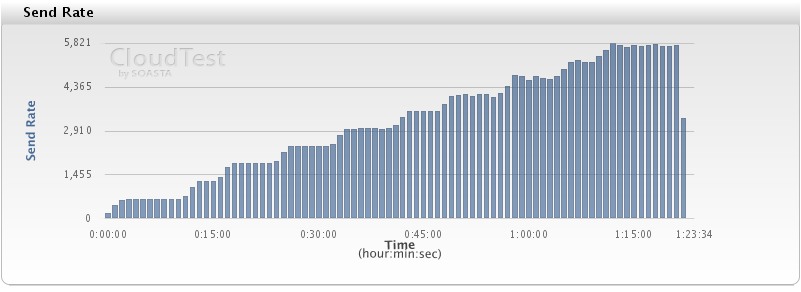 Send Rate
5,821
CloudTest
by SOASTA
4,365
2,910
1,455
0
Send Rate
0:00:00 0:15:00 0:30:00 0:45:00 1:00:00 1:15:00 1:23:34
Time
(hour:min:sec)